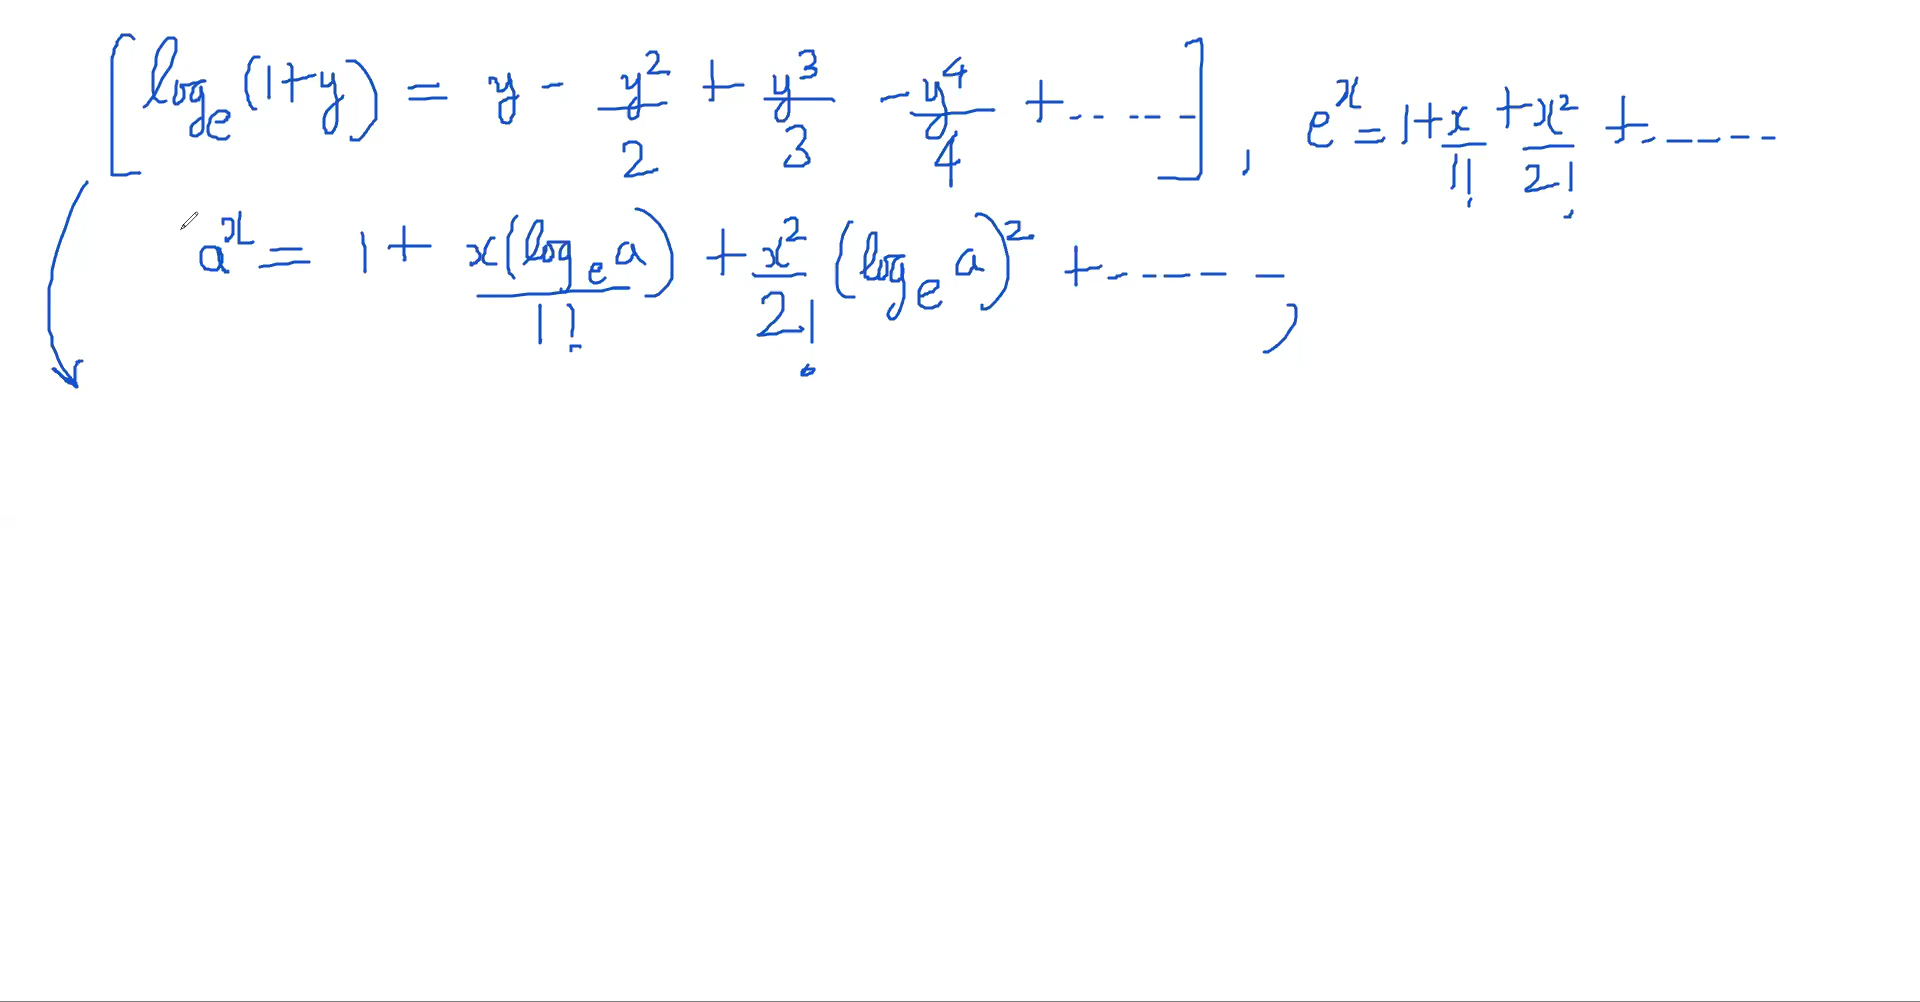 [log_e(1+y) = y - y²/2 + y³/3 - y⁴/4 + ------], e^x = 1 + x/1! + x²/2! + -----
a^x = 1 + x(log_e a)/1! + x²/2! (log_e a)² + ------,